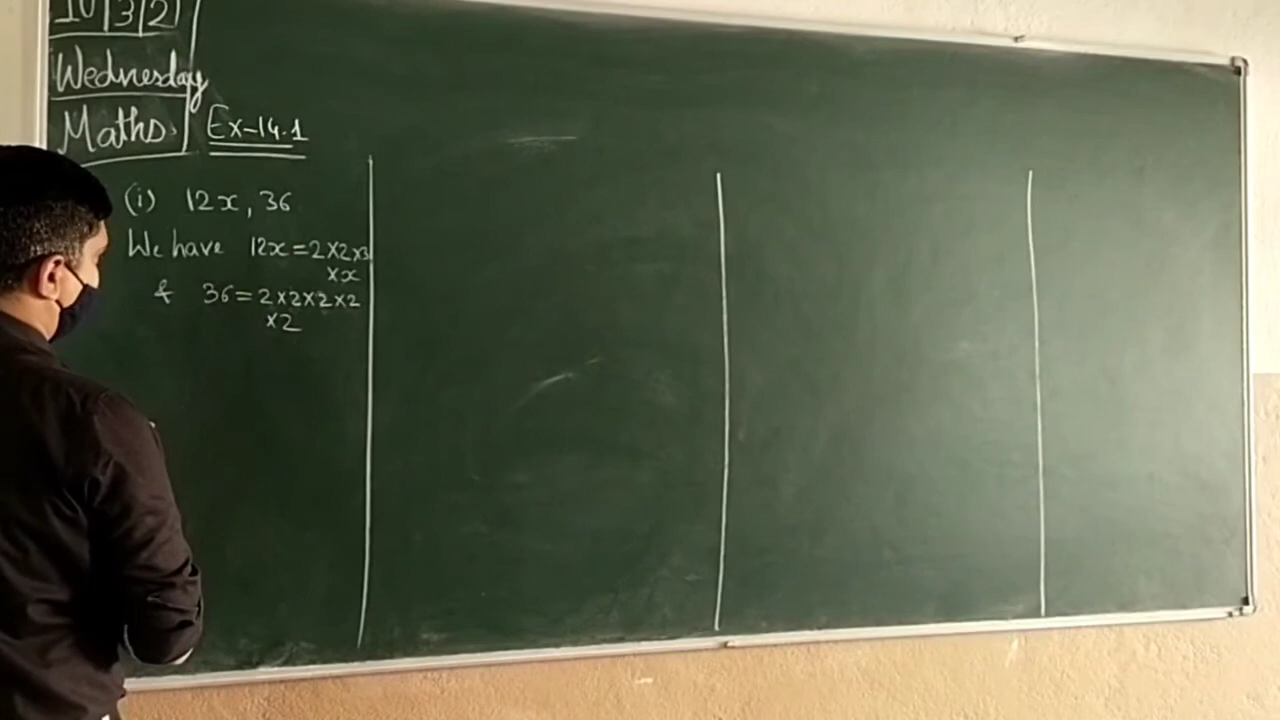 10|3|2
Wednesday
Maths
Ex-14.1
(i) 12x, 36
We have 12x=2×2×3
×x
& 36=2×2×2×2
×2